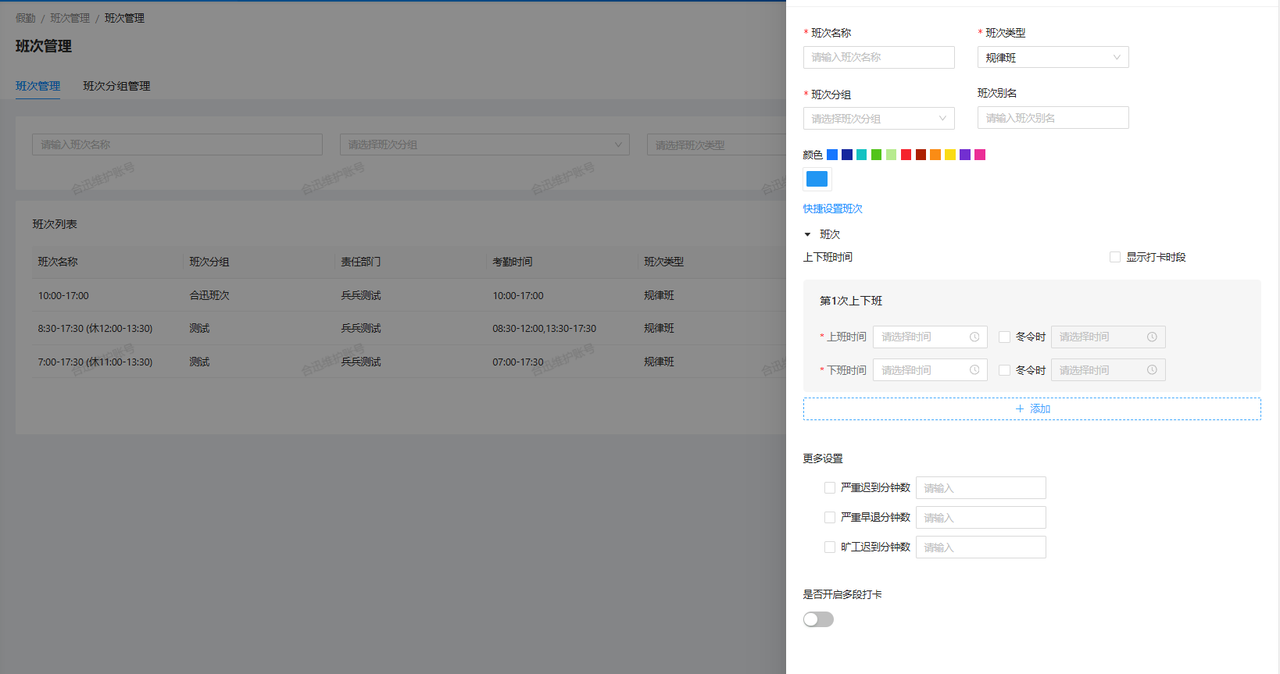 假勤 / 班次管理 / 班次管理
班次管理
班次管理 班次分组管理
请输入班次名称 请选择班次分组 请选择班次类型
合迅维护账号 合迅维护账号 合迅维护账号 合迅
班次列表
班次名称 班次分组 责任部门 考勤时间 班次类型
10:00-17:00 合迅班次 兵兵测试 10:00-17:00 规律班
8:30-17:30 (休12:00-13:30) 测试 兵兵测试 08:30-12:00,13:30-17:30 规律班
7:00-17:30 (休11:00-13:30) 测试 兵兵测试 07:00-17:30 规律班
合迅维护账号 合迅维护账号 合迅维护账号 合迅
* 班次名称 * 班次类型
请输入班次名称 规律班
* 班次分组 班次别名
请选择班次分组 请输入班次别名
颜色
快捷设置班次
班次
上下班时间 显示打卡时段
第1次上下班
* 上班时间 请选择时间 冬令时 请选择时间
* 下班时间 请选择时间 冬令时 请选择时间
+ 添加
更多设置
严重迟到分钟数 请输入
严重早退分钟数 请输入
旷工迟到分钟数 请输入
是否开启多段打卡